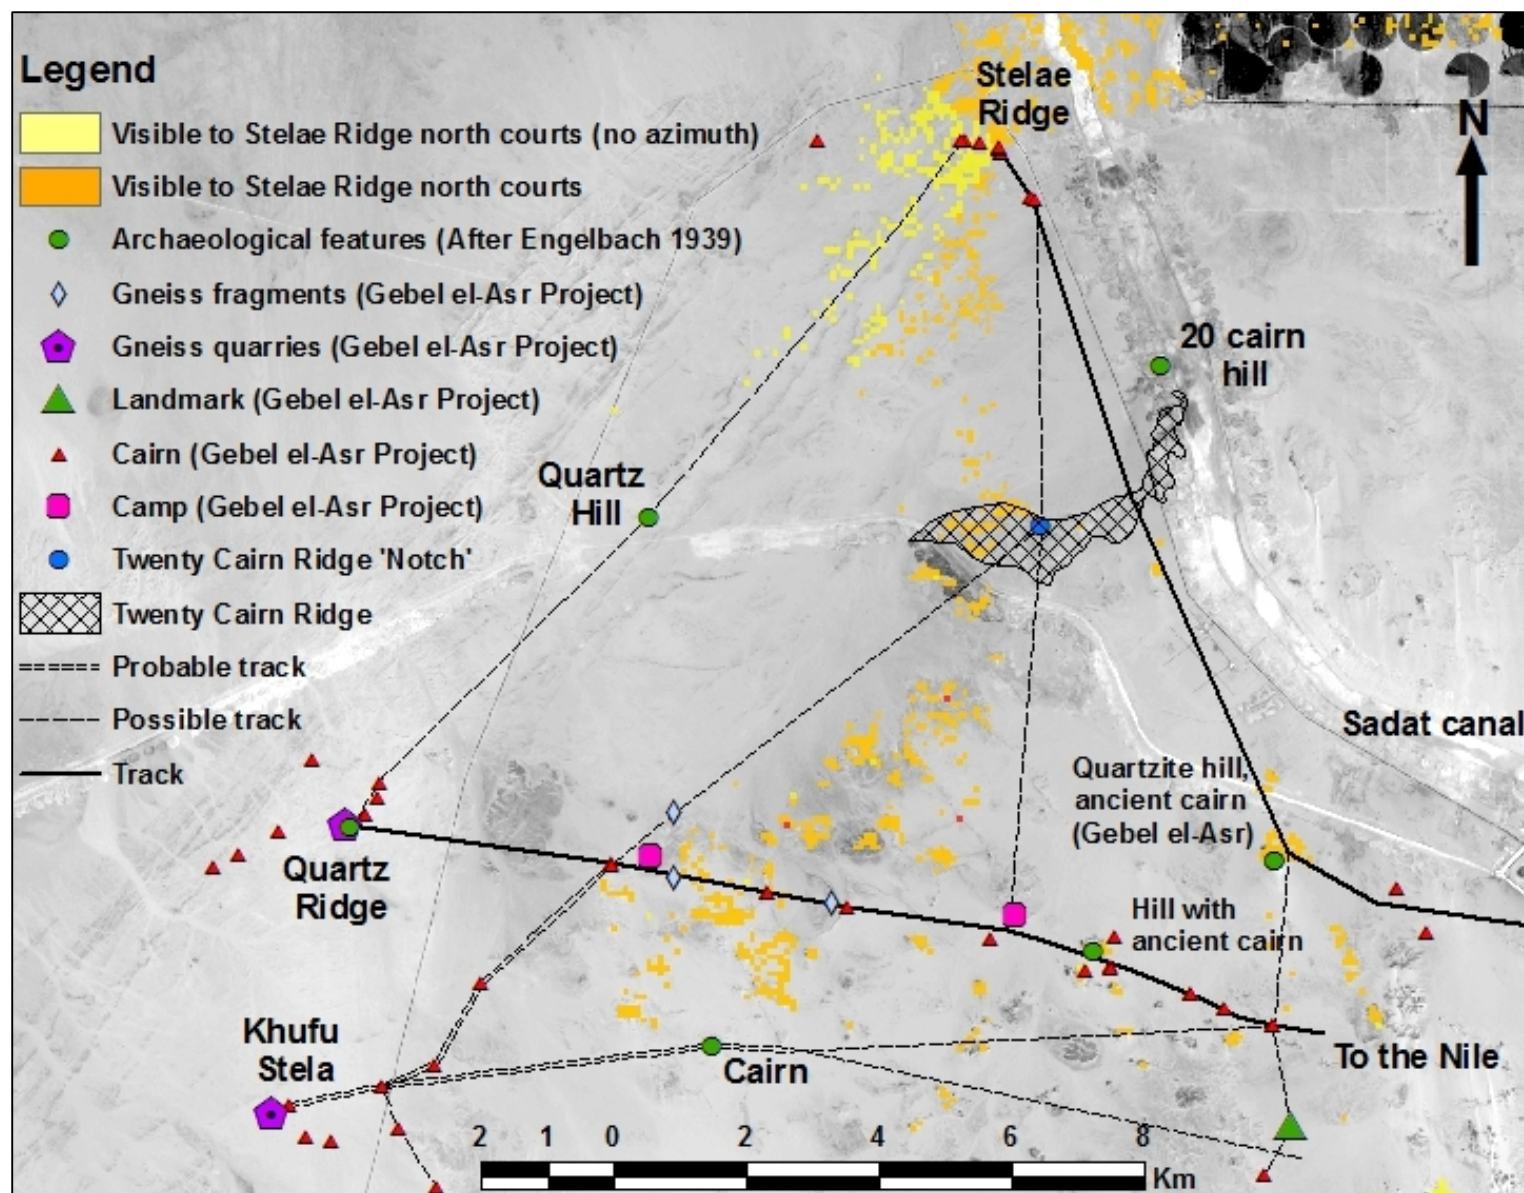 Legend
Visible to Stelae Ridge north courts (no azimuth)
Visible to Stelae Ridge north courts
Archaeological features (After Engelbach 1939)
Gneiss fragments (Gebel el-Asr Project)
Gneiss quarries (Gebel el-Asr Project)
Landmark (Gebel el-Asr Project)
Cairn (Gebel el-Asr Project)
Camp (Gebel el-Asr Project)
Twenty Cairn Ridge 'Notch'
Twenty Cairn Ridge
Probable track
Possible track
Track
Stelae
Ridge
N
20 cairn
hill
Quartz
Hill
Sadat canal
Quartzite hill,
ancient cairn
(Gebel el-Asr)
Quartz
Ridge
Hill with
ancient cairn
Khufu
Stela
Cairn
To the Nile
2 1 0 2 4 6 8
Km